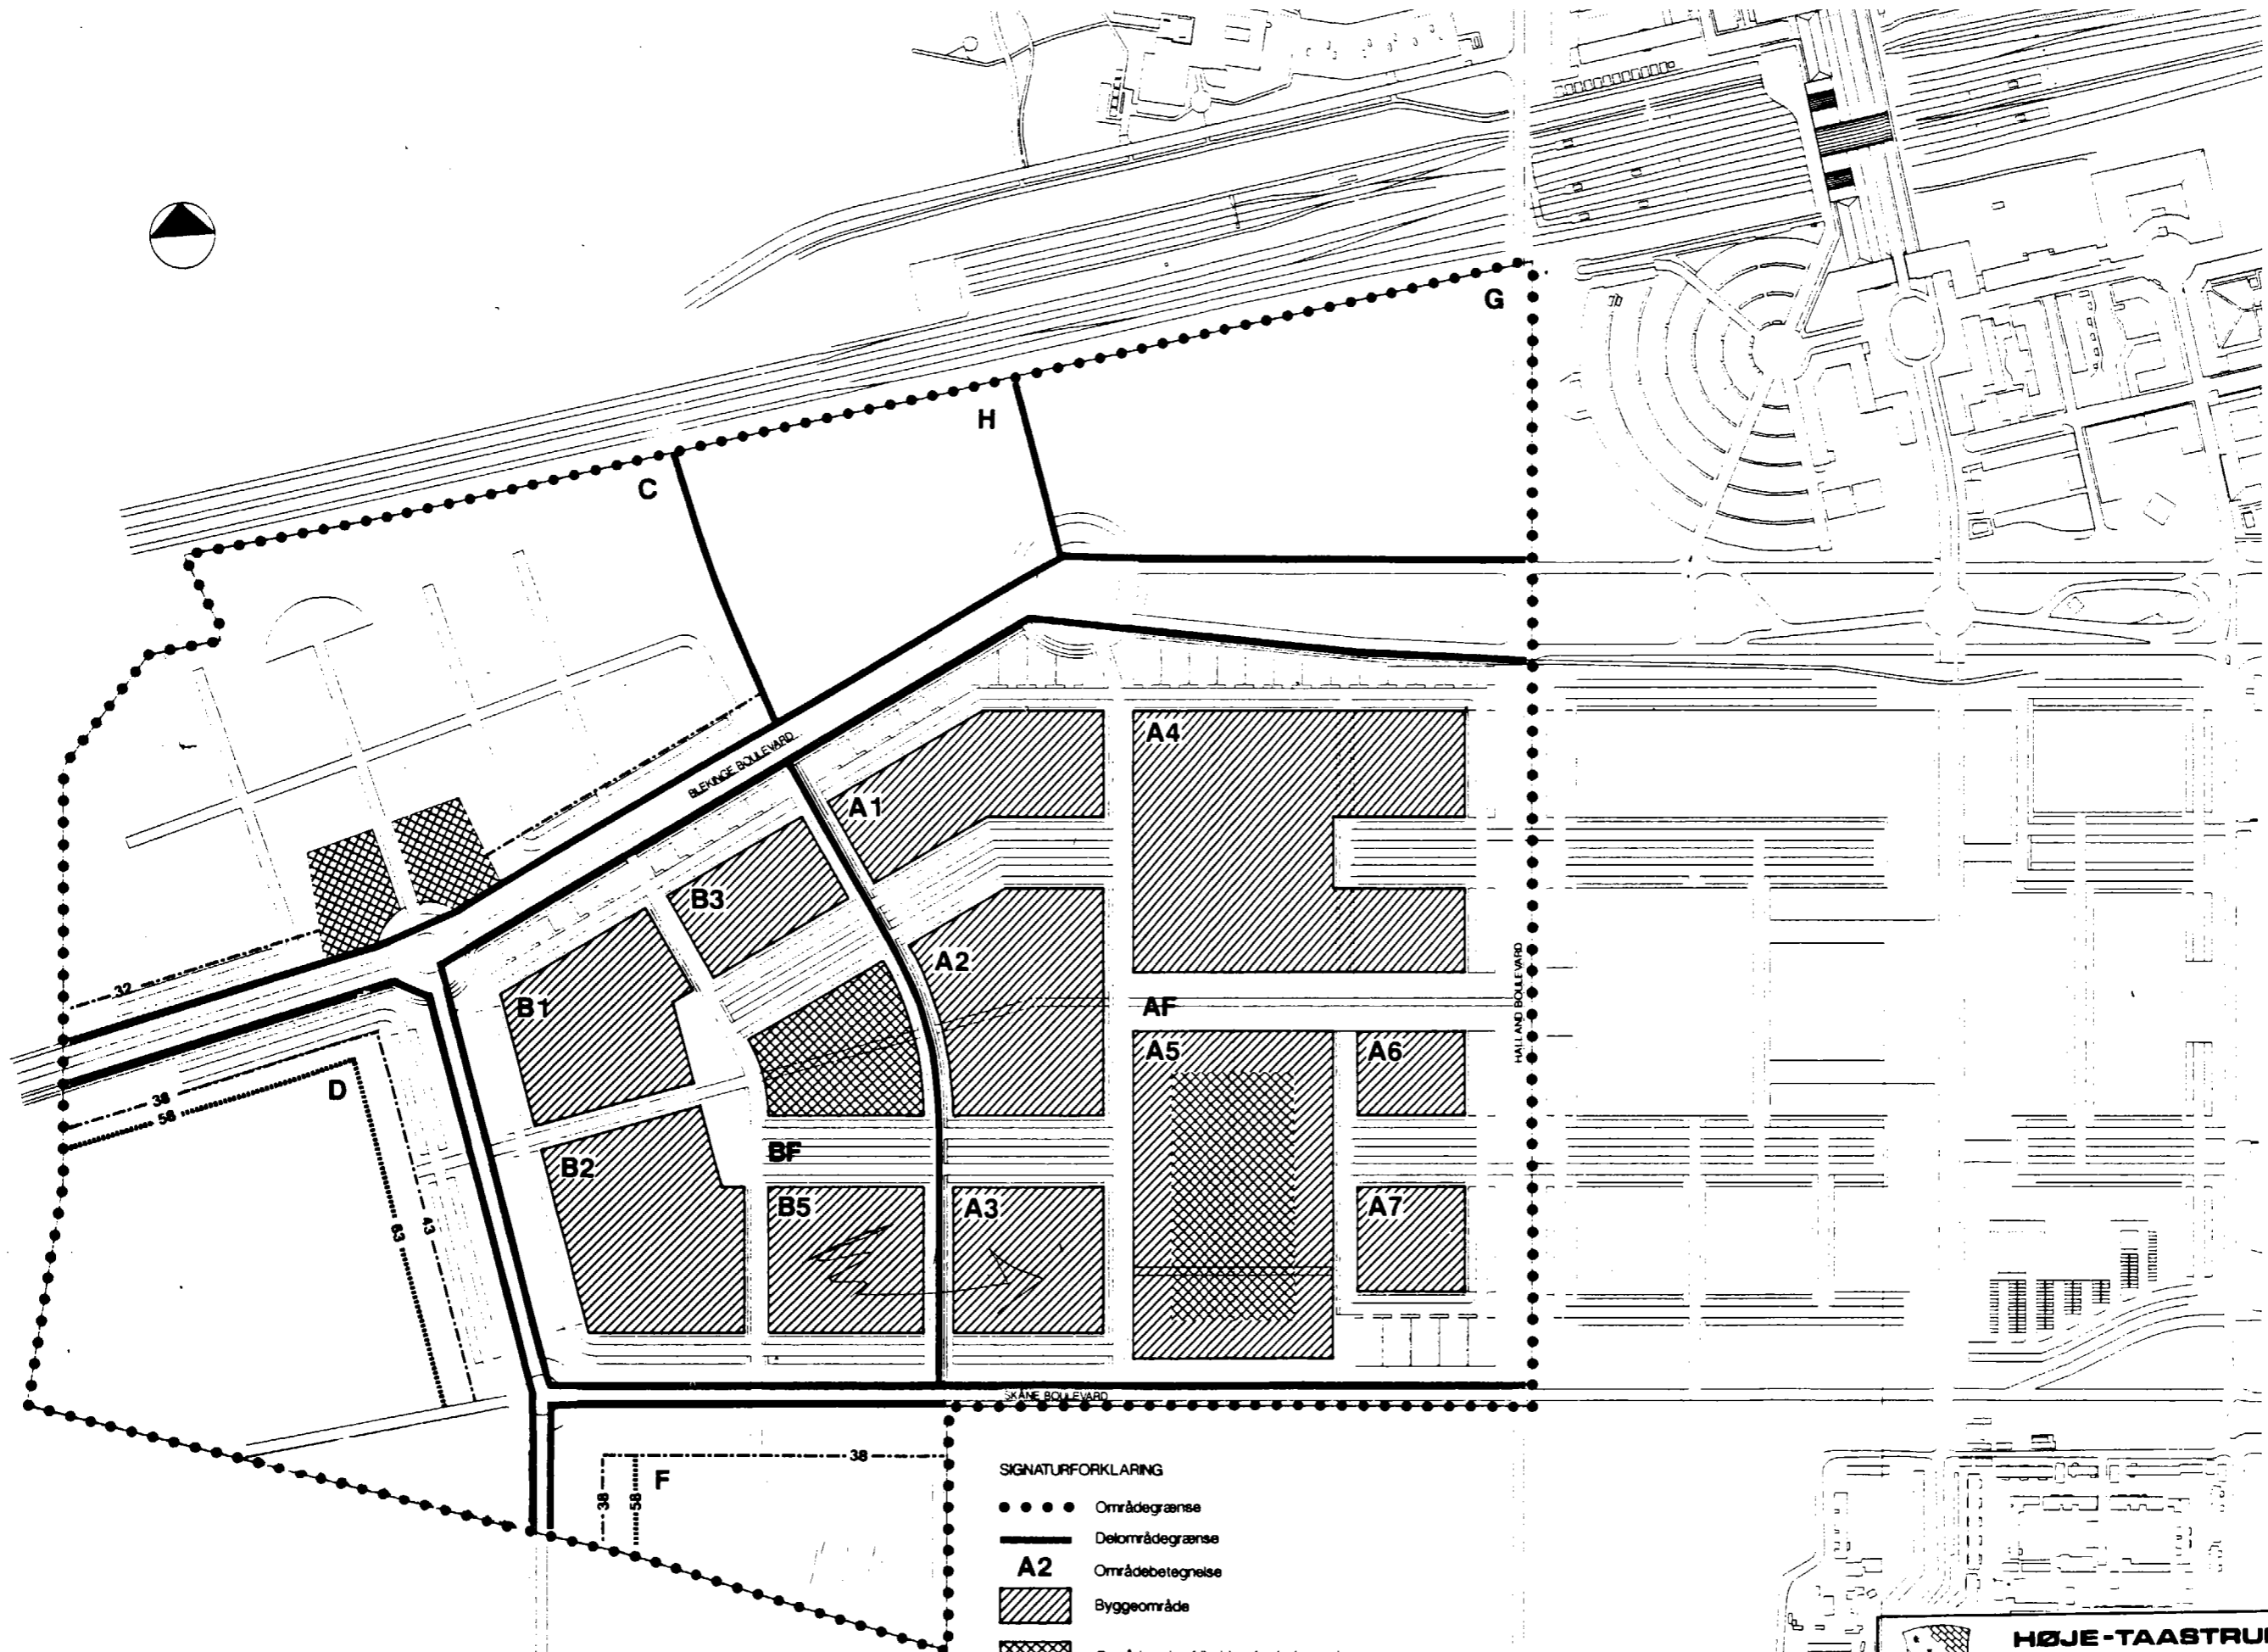 G
H
C
BLEKINGE BOULEVARD
A4
A1
B3
A2
32
B1
AF
HALLAND BOULEVARD
A5
A6
D
38
58
BF
B2
B5
A3
A7
63
43
SKÅNE BOULEVARD
F
38
38
58
SIGNATURFORKLARING
Områdegrænse
Delområdegrænse
A2 Områdebetegnelse
Byggeområde
HØJE-TAASTRU